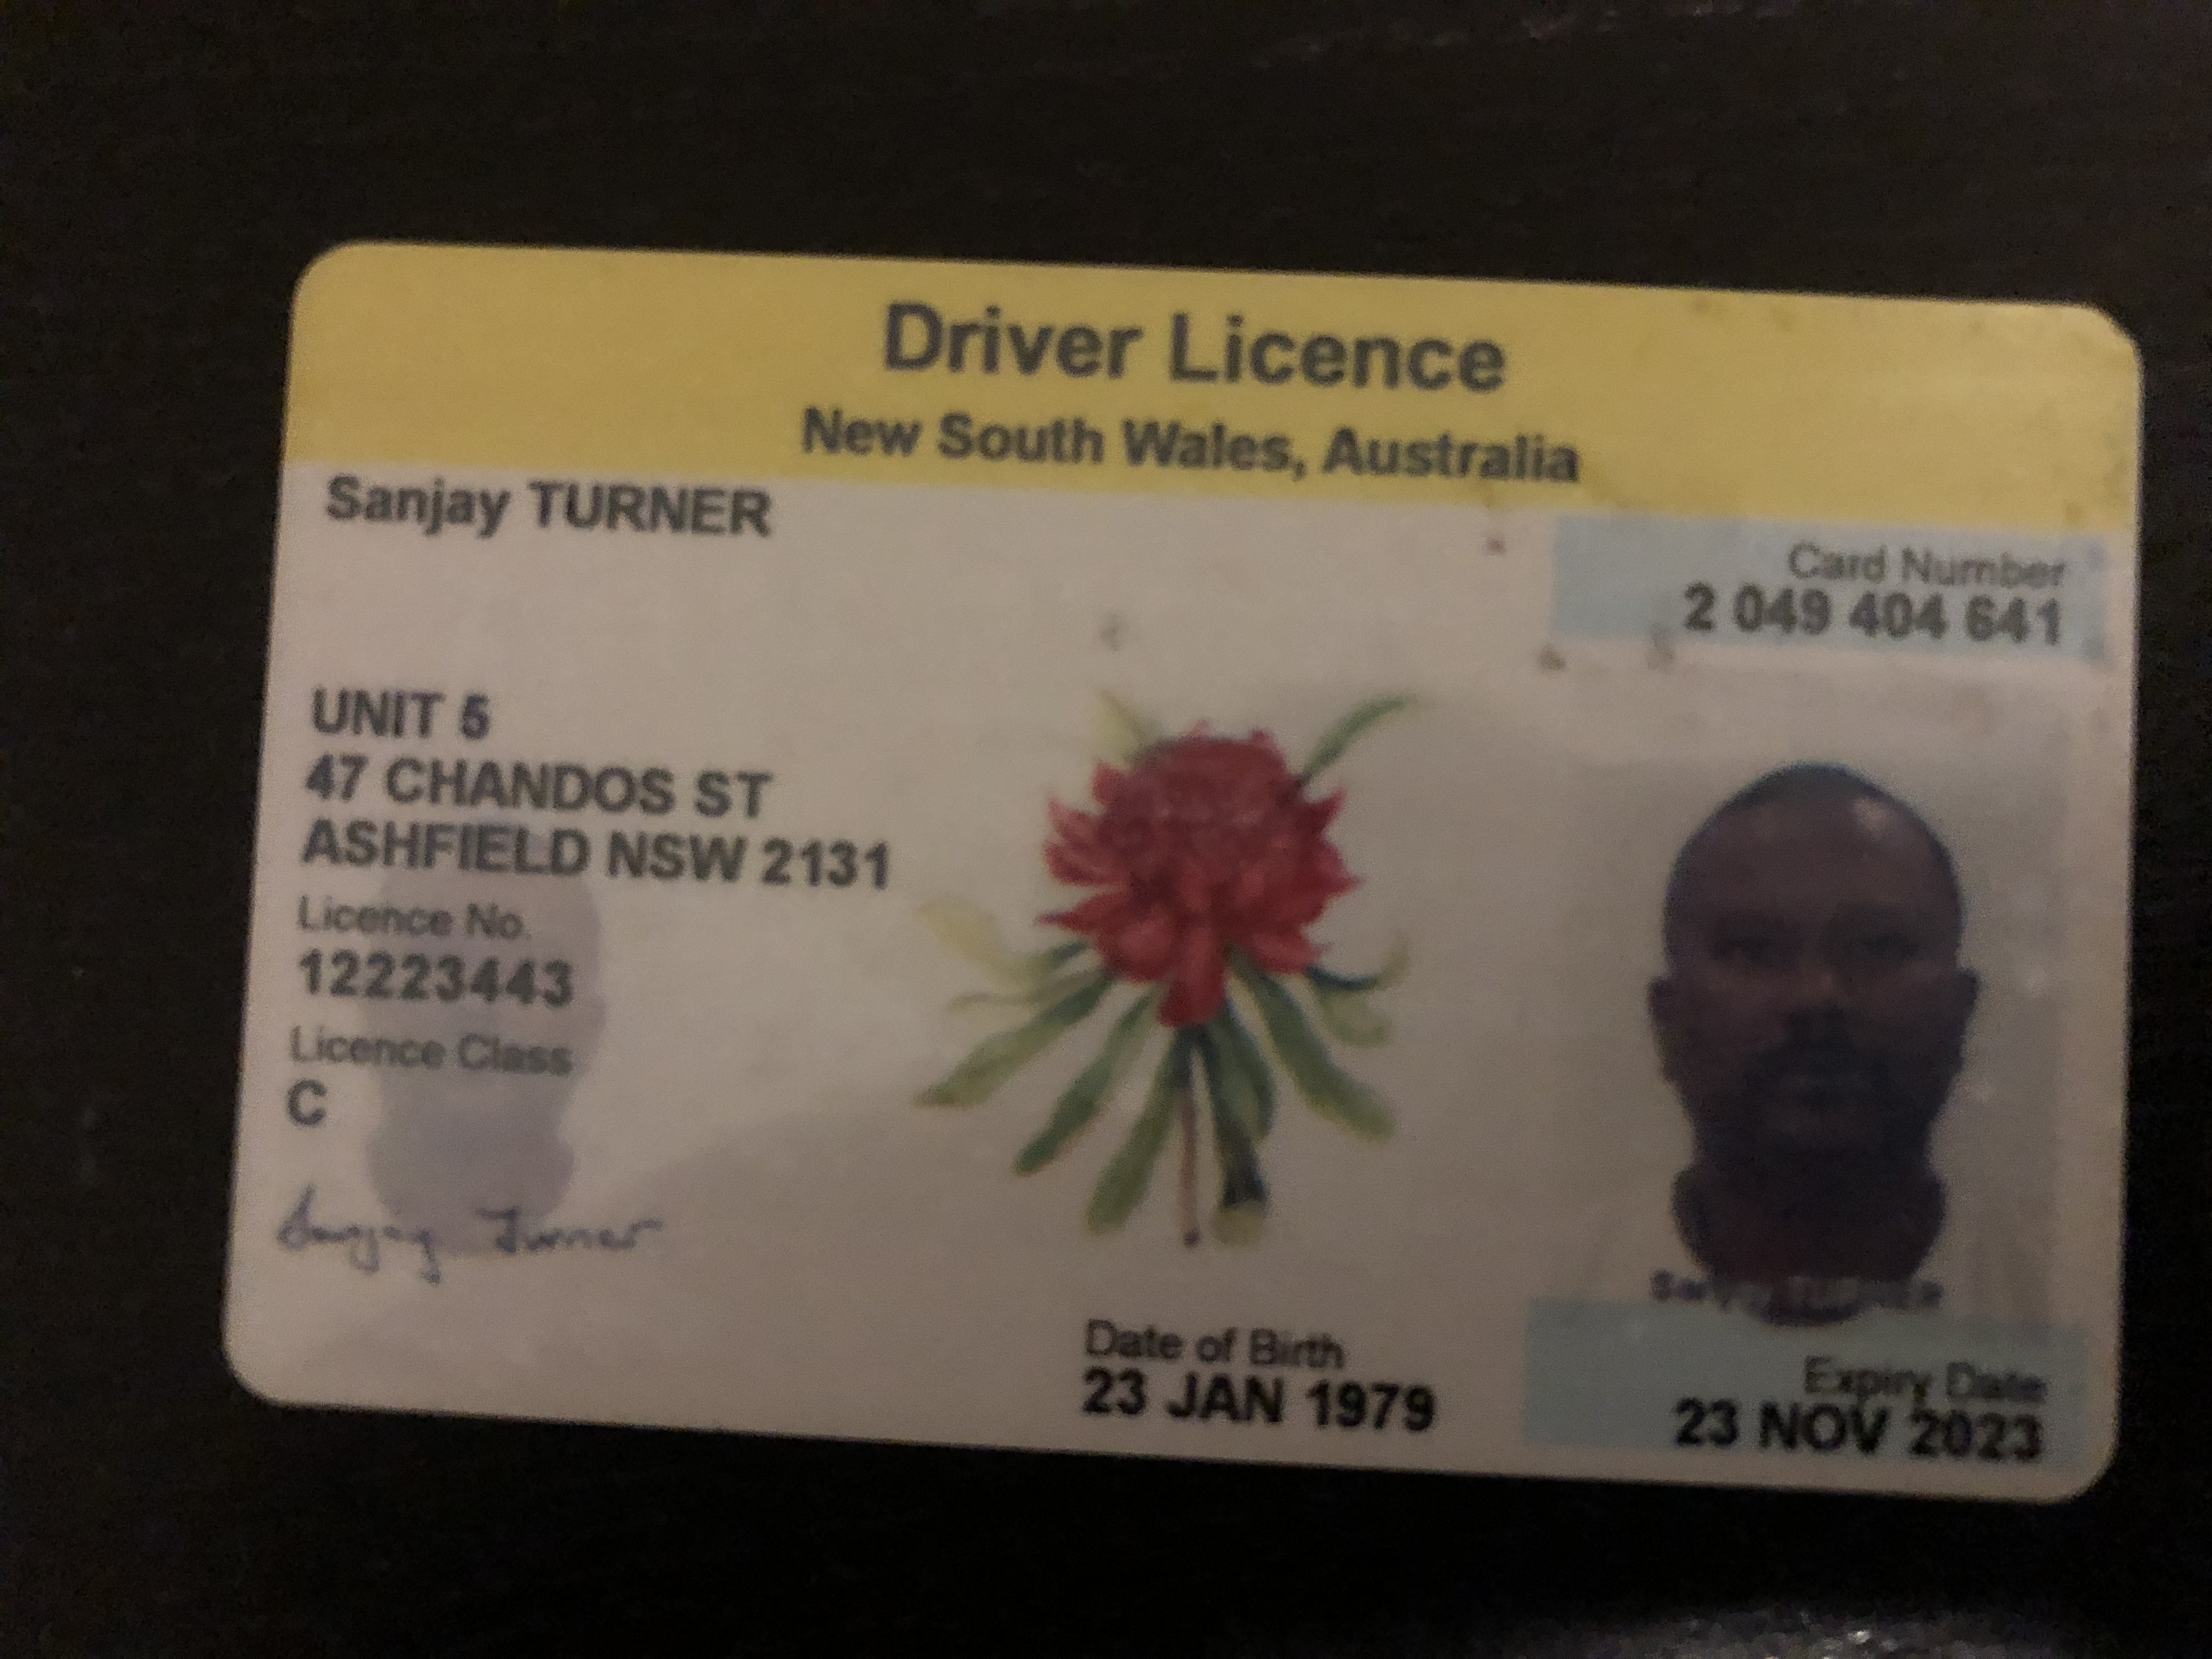 Driver Licence
New South Wales, Australia
Sanjay TURNER
Card Number
2 049 404 641
UNIT 5
47 CHANDOS ST
ASHFIELD NSW 2131
Licence No.
12223443
Licence Class
C
Sanjay Turner
Date of Birth
23 JAN 1979
Expiry Date
23 NOV 2023